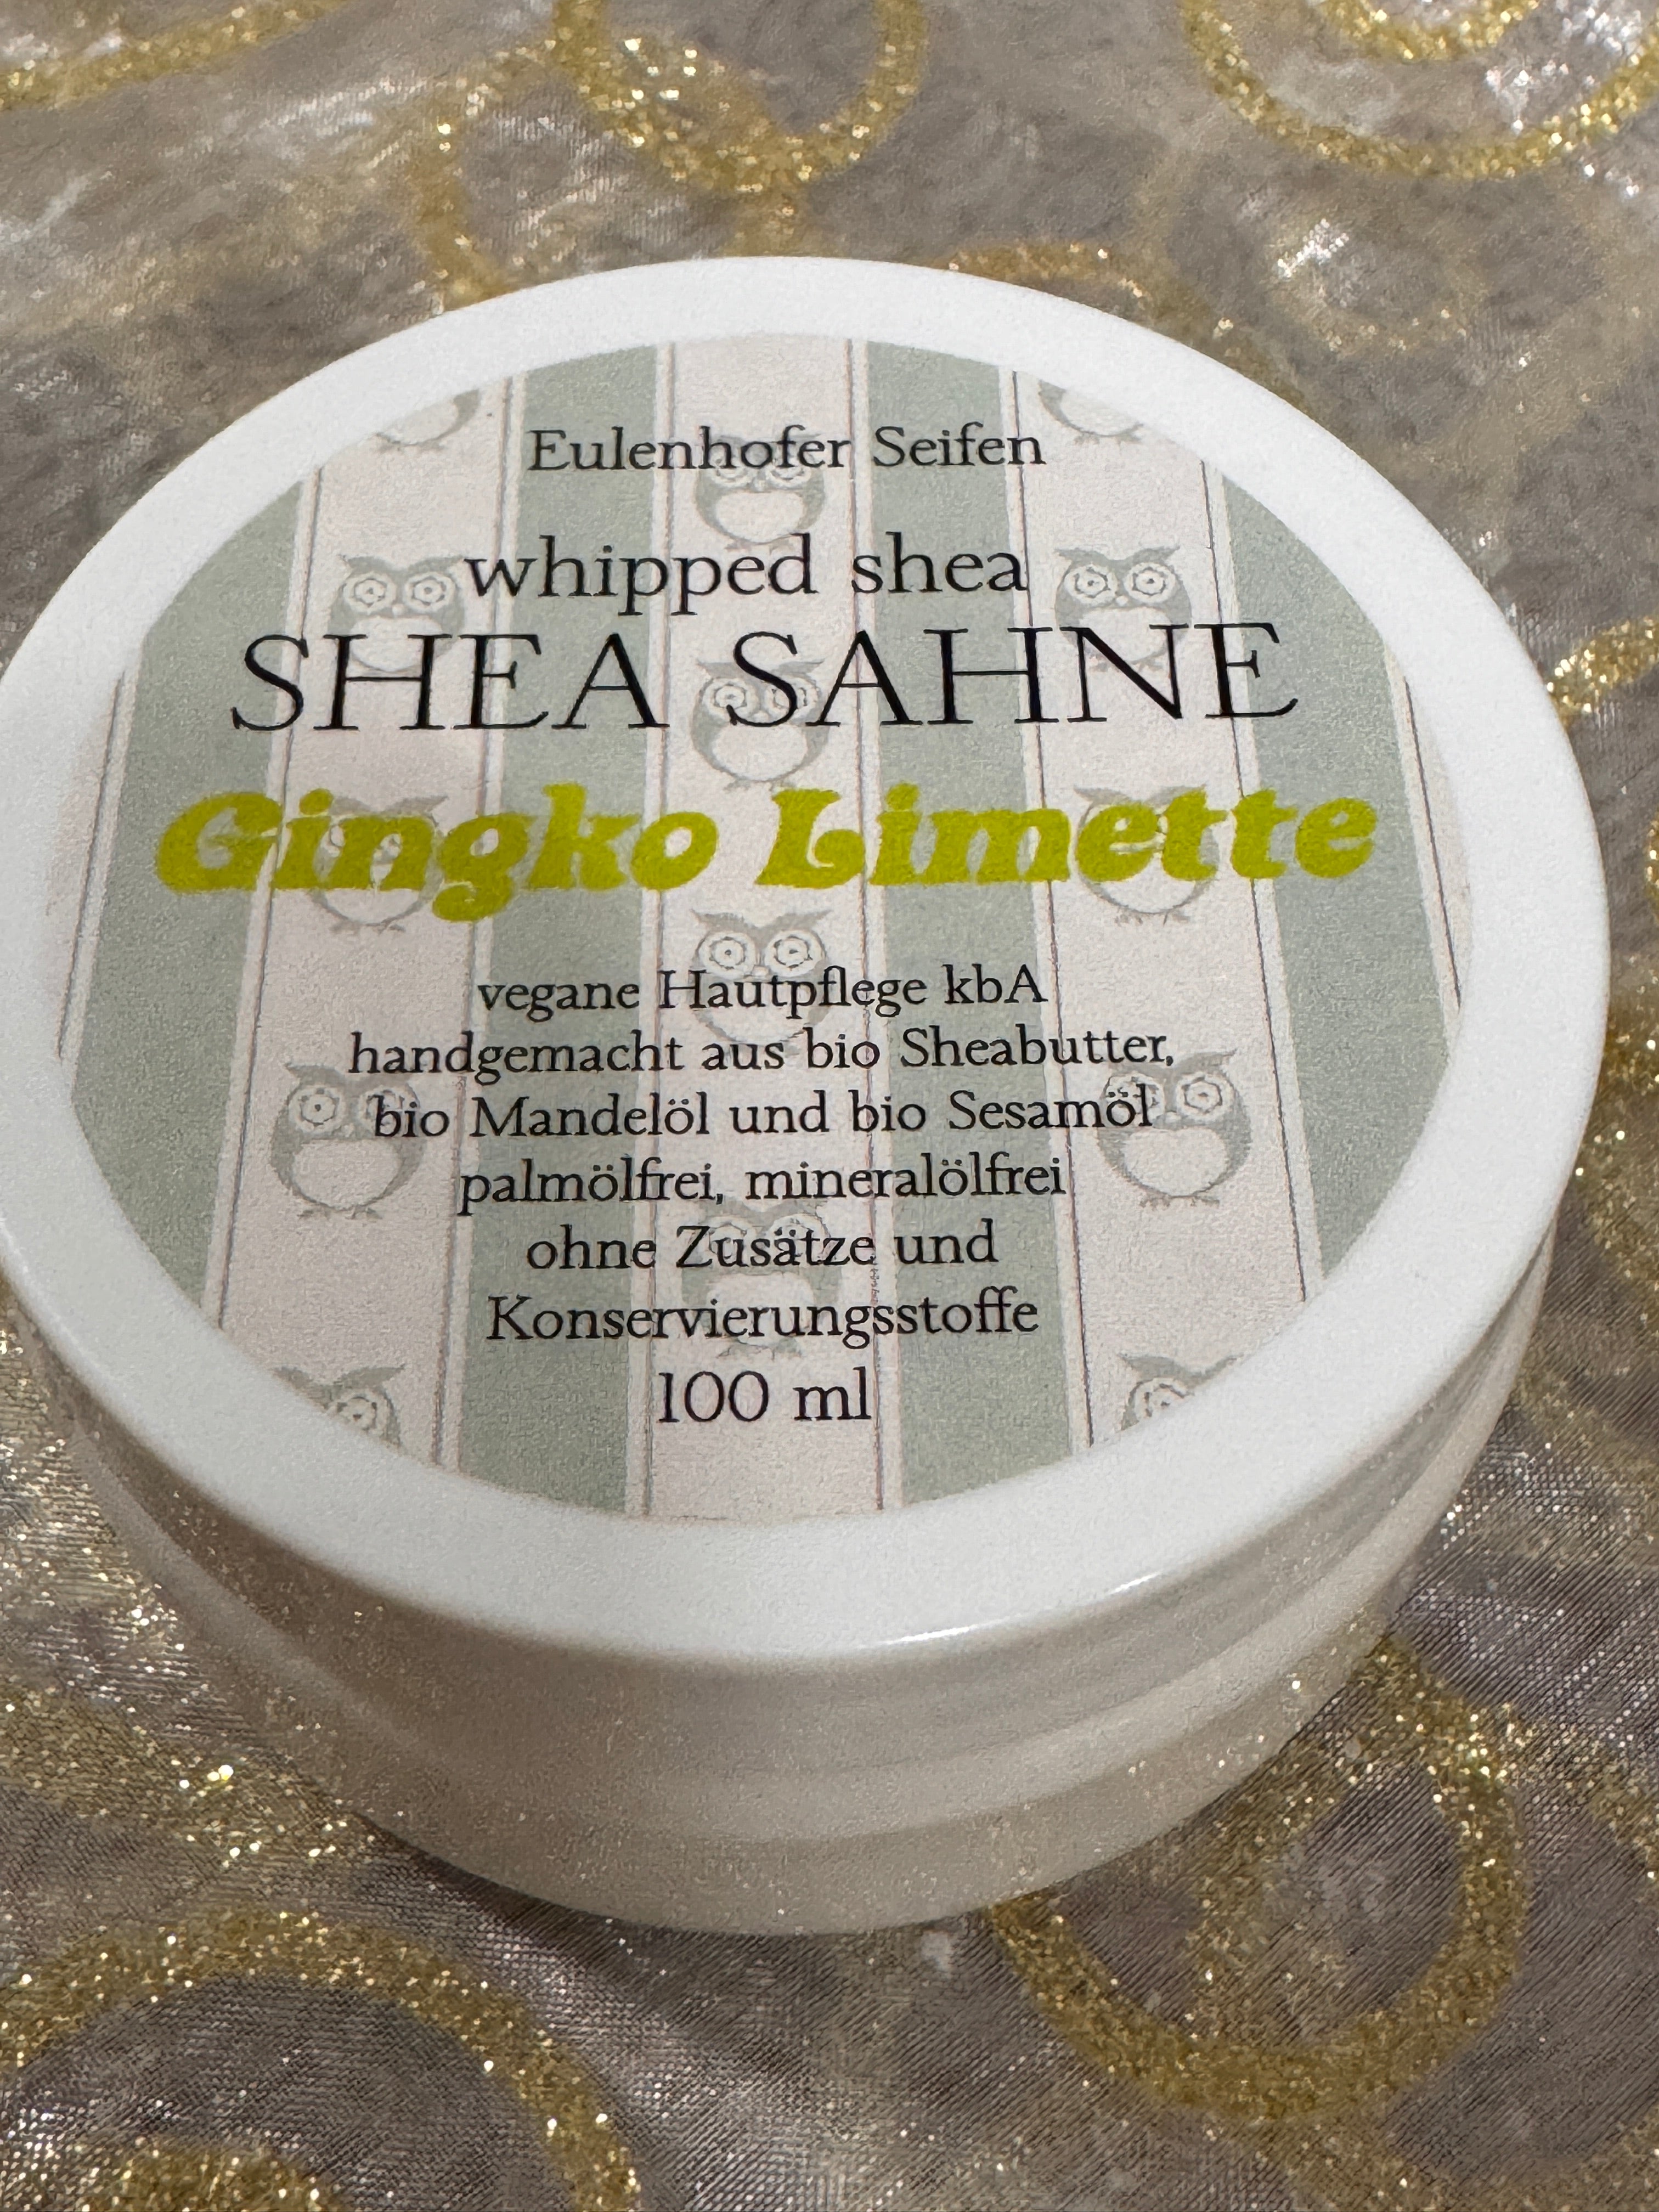 Eulenhofer Seifen
whipped shea
SHEA SAHNE
Gingko Limette
vegane Hautpflege kbA
handgemacht aus bio Sheabutter,
bio Mandelöl und bio Sesamöl
palmölfrei, mineralölfrei
ohne Zusätze und
Konservierungsstoffe
100 ml